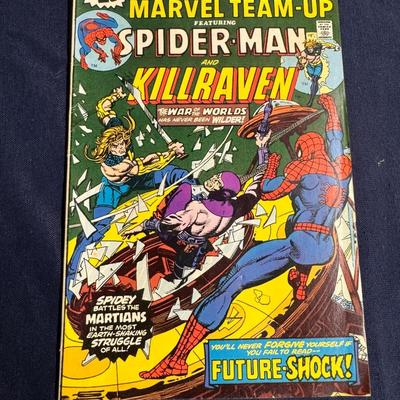 MARVEL TEAM-UP
FEATURING
SPIDER-MAN
AND
KILLRAVEN
THE WAR OF THE WORLDS
HAS NEVER BEEN WILDER!
SPIDEY
BATTLES THE
MARTIANS
IN THE MOST
EARTH-SHAKING
STRUGGLE
OF ALL!
YOU'LL NEVER FORGIVE YOURSELF IF
YOU FAIL TO READ--
FUTURE-SHOCK!